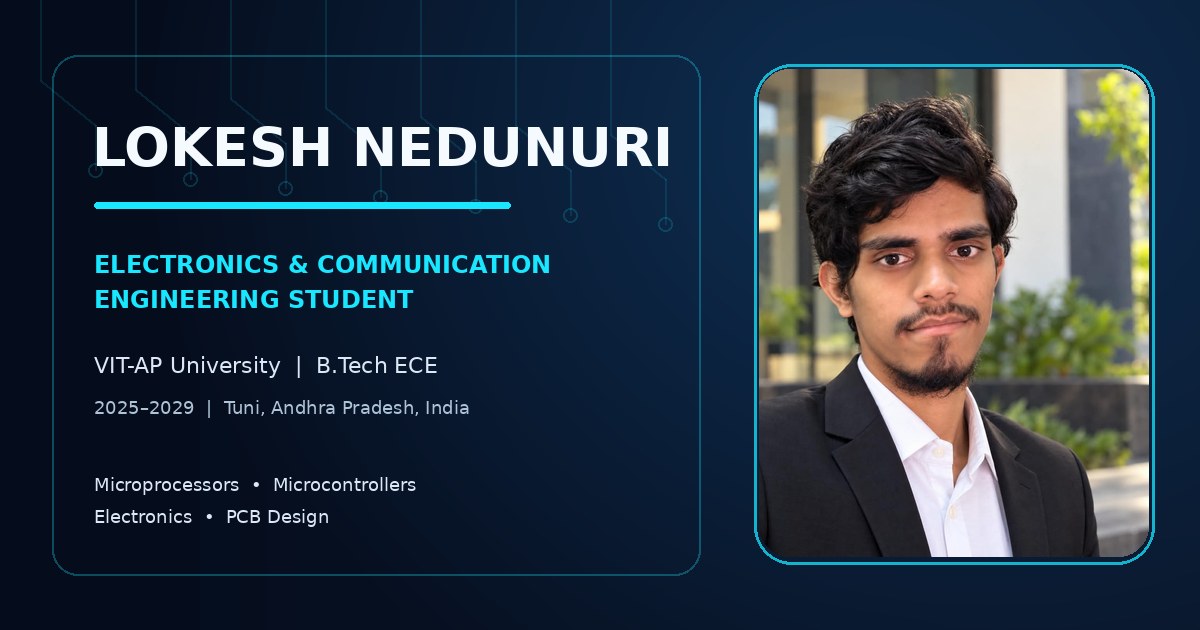 LOKESH NEDUNURI
ELECTRONICS & COMMUNICATION
ENGINEERING STUDENT
VIT-AP University | B.Tech ECE
2025–2029 | Tuni, Andhra Pradesh, India
Microprocessors • Microcontrollers
Electronics • PCB Design